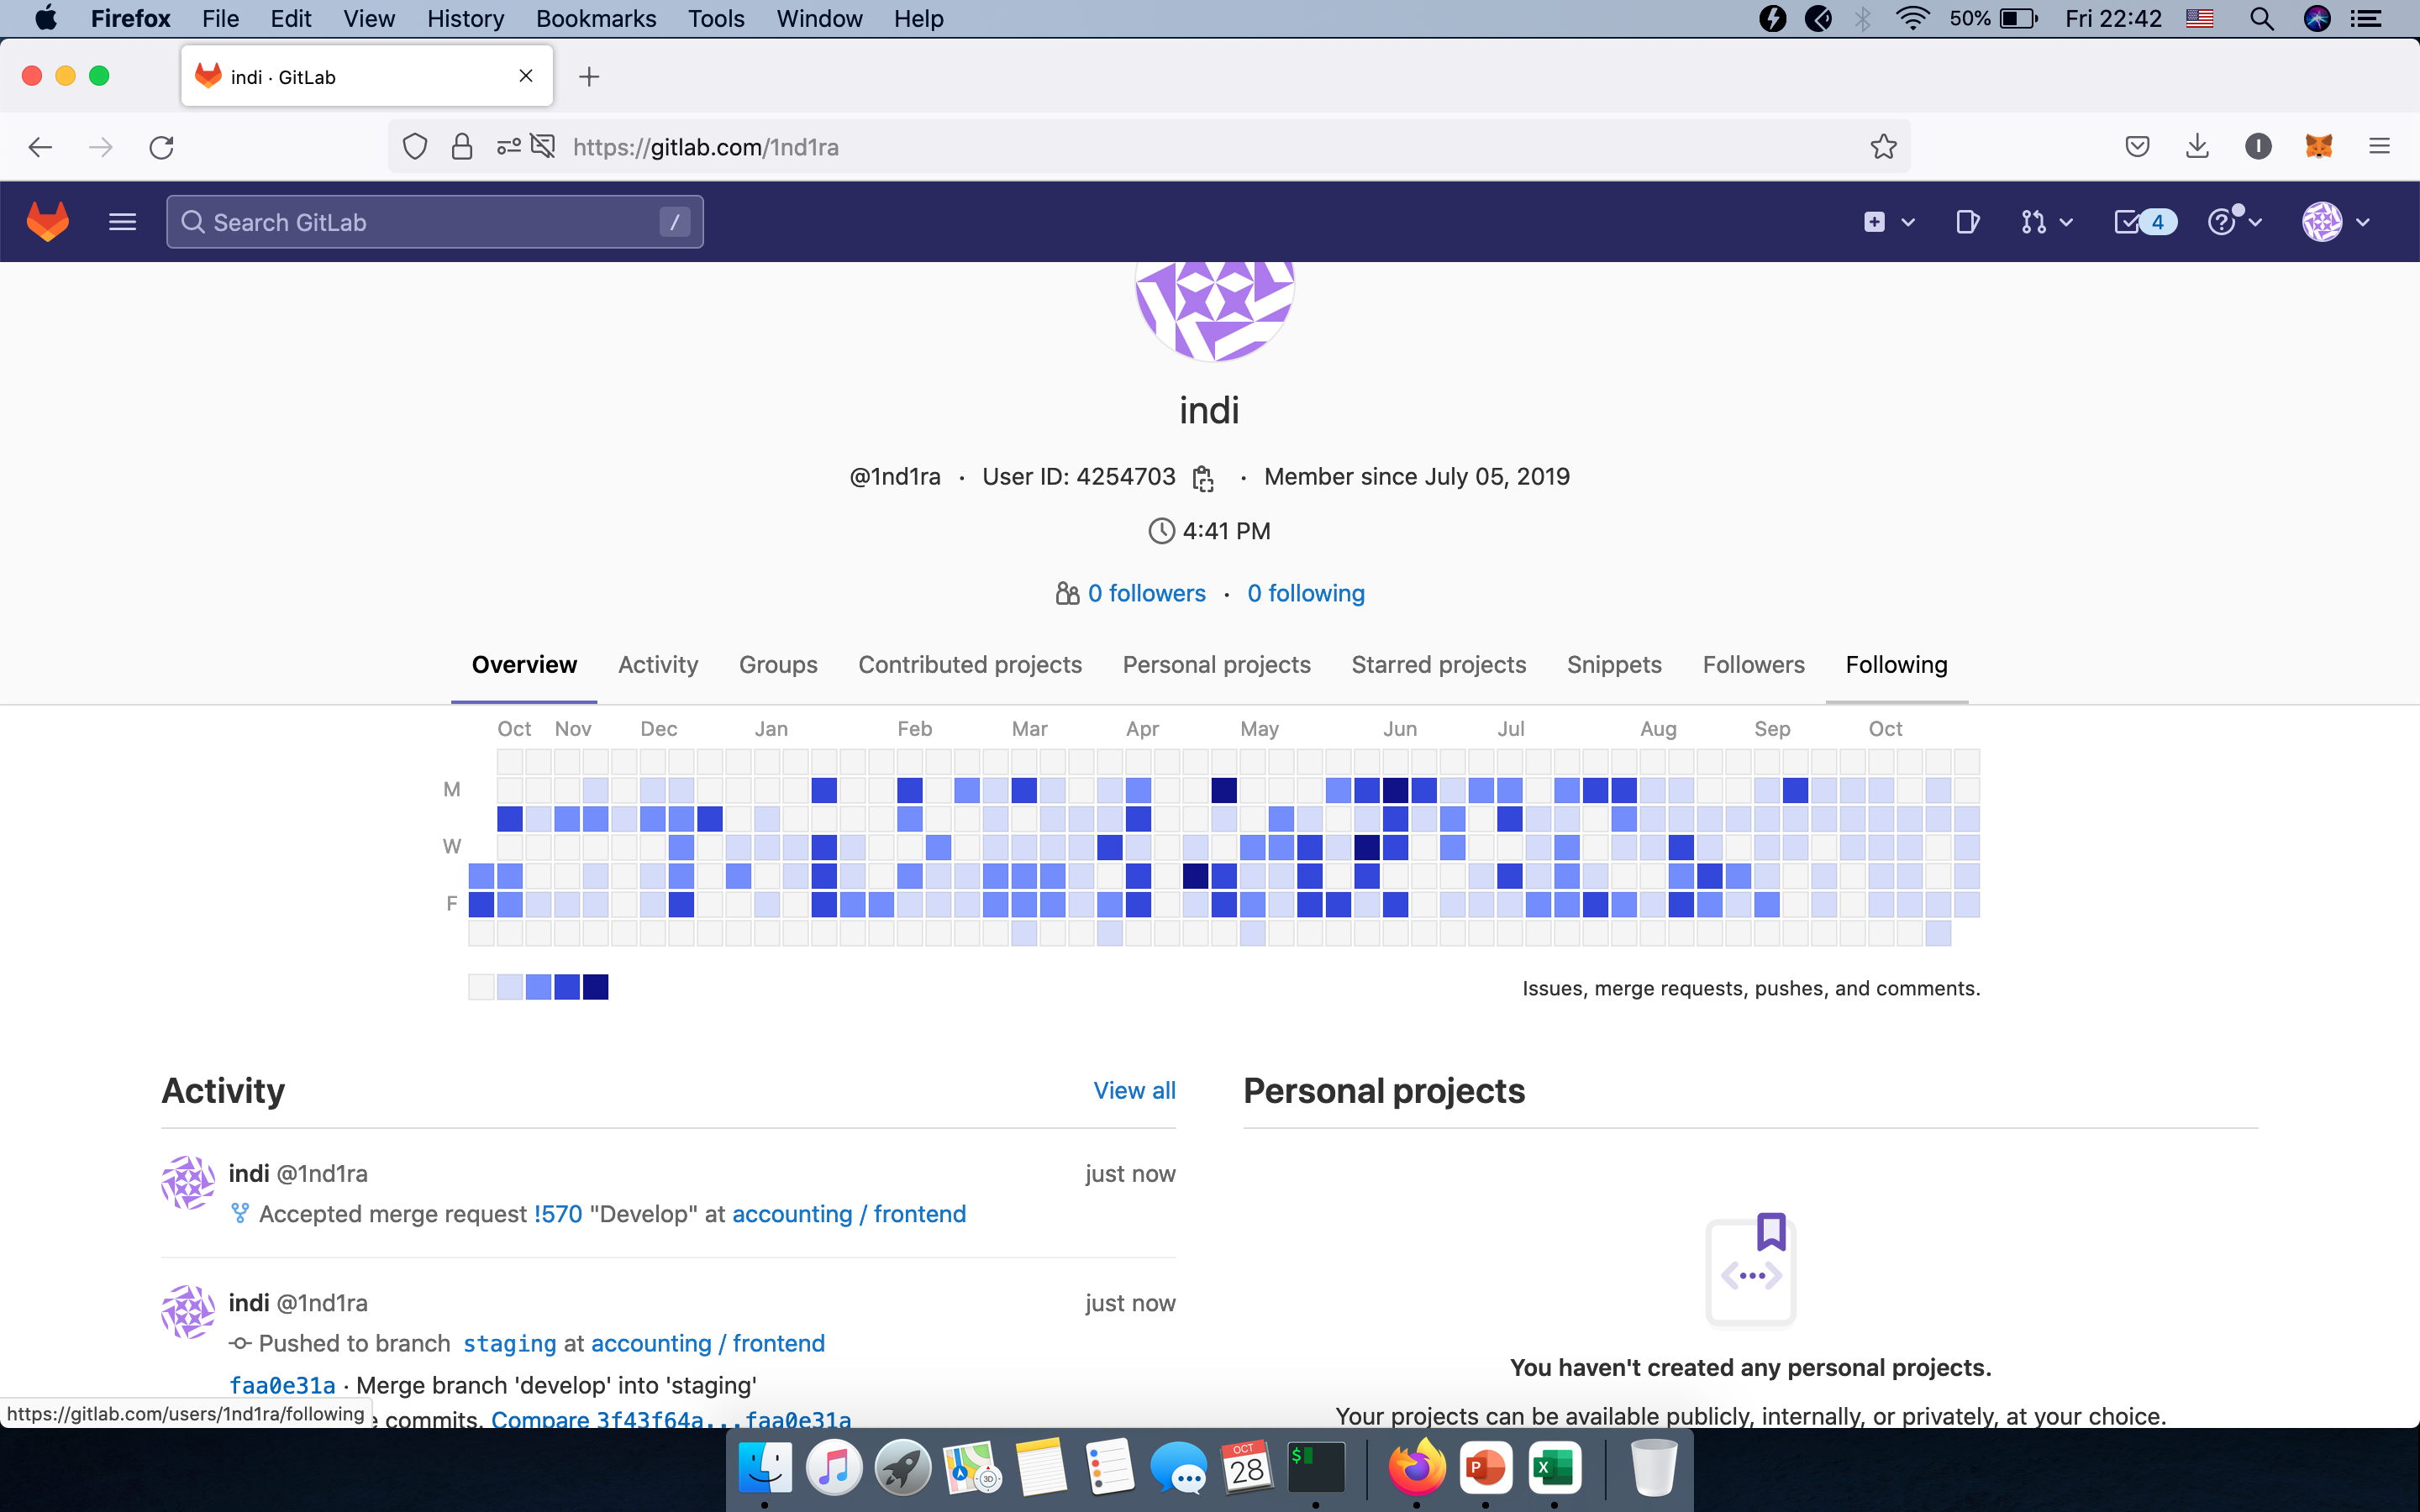 Firefox File Edit View History Bookmarks Tools Window Help 50% Fri 22:42
indi · GitLab
https://gitlab.com/1nd1ra I
Search GitLab / 4
indi
@1nd1ra · User ID: 4254703 · Member since July 05, 2019
4:41 PM
0 followers · 0 following
Overview Activity Groups Contributed projects Personal projects Starred projects Snippets Followers Following
Oct Nov Dec Jan Feb Mar Apr May Jun Jul Aug Sep Oct
M
W
F
Issues, merge requests, pushes, and comments.
Activity View all
Personal projects
indi @1nd1ra just now
Accepted merge request !570 "Develop" at accounting / frontend
indi @1nd1ra just now
Pushed to branch staging at accounting / frontend
faa0e31a · Merge branch 'develop' into 'staging'
commits. Compare 3f43f64a...faa0e31a
You haven't created any personal projects.
Your projects can be available publicly, internally, or privately, at your choice.
https://gitlab.com/users/1nd1ra/following
3D OCT 28 $ P X